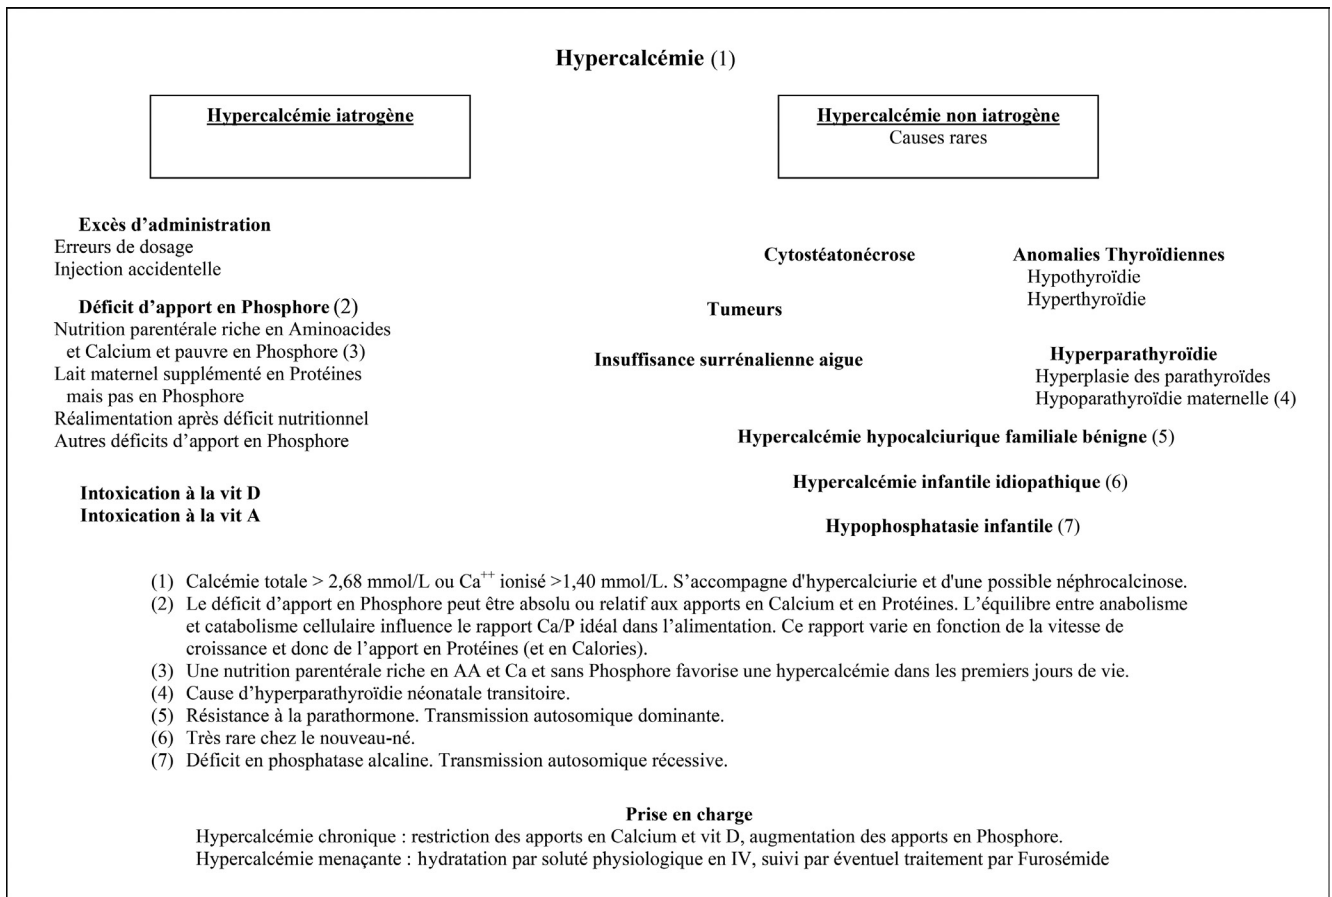 Hypercalcémie (1)
Hypercalcémie iatrogène
Hypercalcémie non iatrogène
Causes rares
Excès d’administration
Erreurs de dosage
Injection accidentelle
Déficit d’apport en Phosphore (2)
Nutrition parentérale riche en Aminoacides
et Calcium et pauvre en Phosphore (3)
Lait maternel supplémenté en Protéines
mais pas en Phosphore
Réalimentation après déficit nutritionnel
Autres déficits d’apport en Phosphore
Intoxication à la vit D
Intoxication à la vit A
Cytostéatonécrose
Tumeurs
Insuffisance surrénalienne aigue
Anomalies Thyroïdiennes
Hypothyroïdie
Hyperthyroïdie
Hyperparathyroïdie
Hyperplasie des parathyroïdes
Hypoparathyroïdie maternelle (4)
Hypercalcémie hypocalciurique familiale bénigne (5)
Hypercalcémie infantile idiopathique (6)
Hypophosphatasie infantile (7)
(1) Calcémie totale > 2,68 mmol/L ou Ca⁺⁺ ionisé >1,40 mmol/L. S’accompagne d'hypercalciurie et d'une possible néphrocalcinose.
(2) Le déficit d’apport en Phosphore peut être absolu ou relatif aux apports en Calcium et en Protéines. L’équilibre entre anabolisme
et catabolisme cellulaire influence le rapport Ca/P idéal dans l’alimentation. Ce rapport varie en fonction de la vitesse de
croissance et donc de l’apport en Protéines (et en Calories).
(3) Une nutrition parentérale riche en AA et Ca et sans Phosphore favorise une hypercalcémie dans les premiers jours de vie.
(4) Cause d’hyperparathyroïdie néonatale transitoire.
(5) Résistance à la parathormone. Transmission autosomique dominante.
(6) Très rare chez le nouveau-né.
(7) Déficit en phosphatase alcaline. Transmission autosomique récessive.
Prise en charge
Hypercalcémie chronique : restriction des apports en Calcium et vit D, augmentation des apports en Phosphore.
Hypercalcémie menaçante : hydratation par soluté physiologique en IV, suivi par éventuel traitement par Furosémide